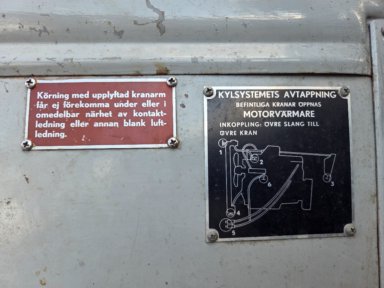 Körning med upplyftad kranarm
får ej förekomma under eller i
omedelbar närhet av kontakt-
ledning eller annan blank luft-
ledning.
KYLSYSTEMETS AVTAPPNING
BEFINTLIGA KRANAR ÖPPNAS
MOTORVÄRMARE
INKOPPLING: ÖVRE SLANG TILL
ÖVRE KRAN
1
2
6
3
4
5